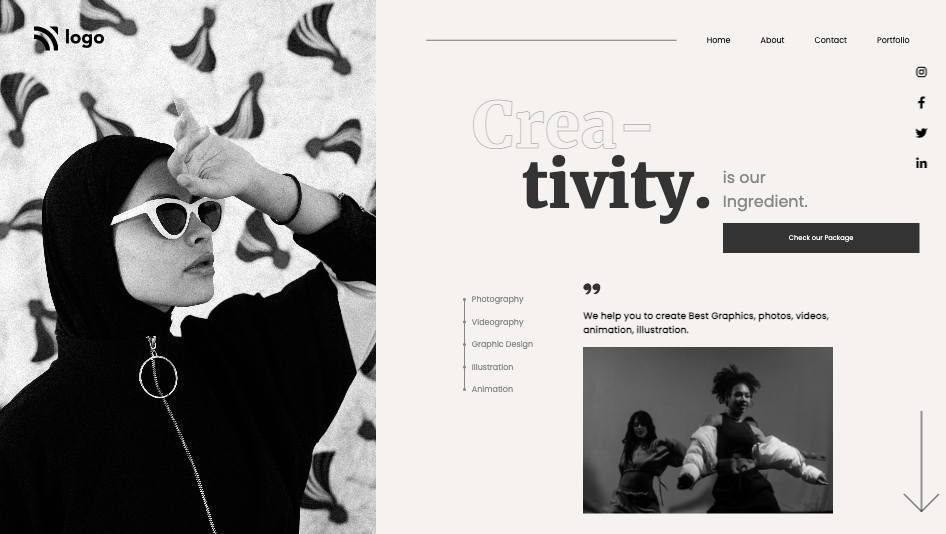 logo
Home About Contact Portfolio
Crea-
tivity.
is our
Ingredient.
Check our Package
Photography
Videography
Graphic Design
Illustration
Animation
”
We help you to create Best Graphics, photos, videos,
animation, illustration.